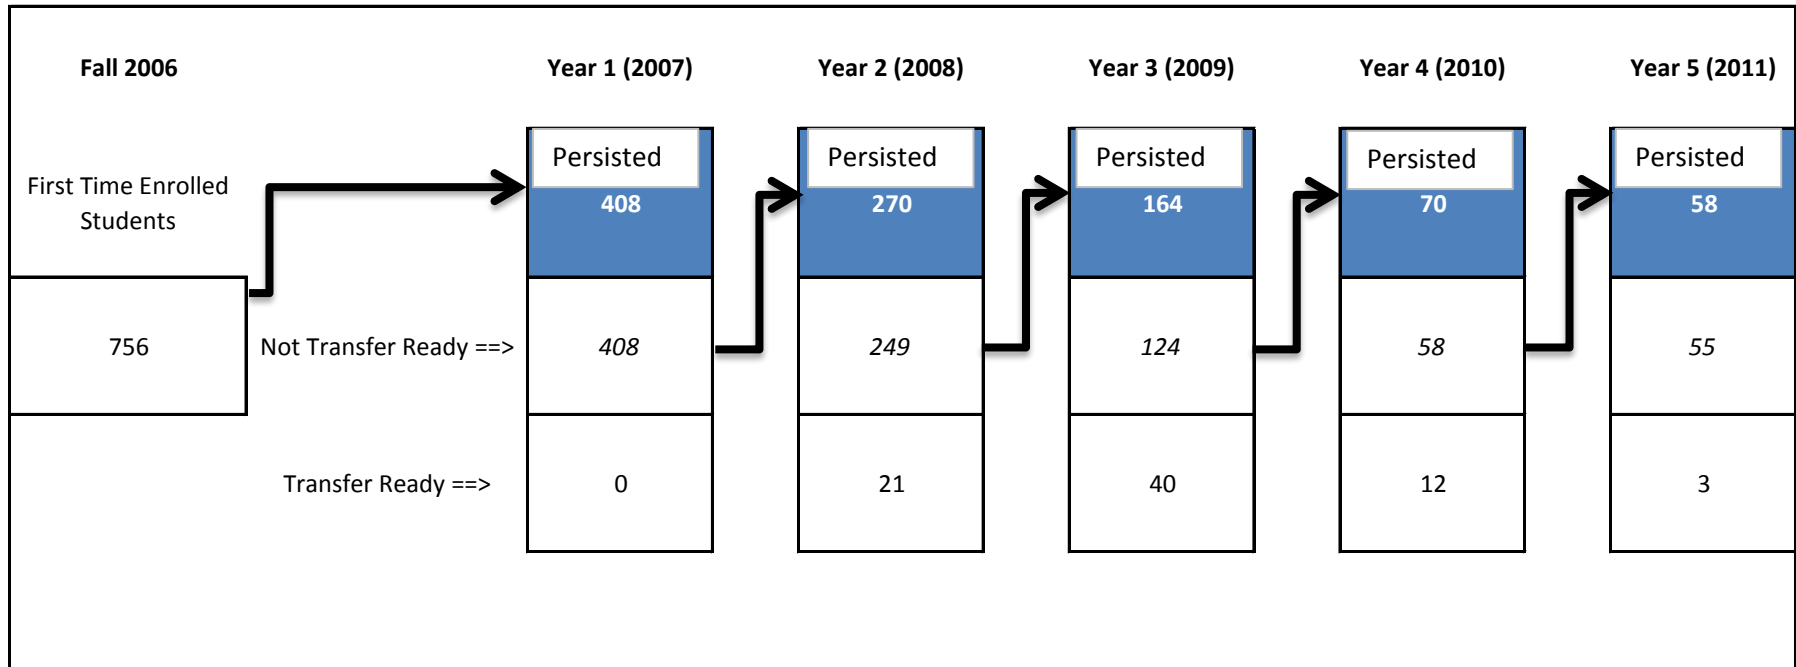 Fall 2006 Year 1 (2007) Year 2 (2008) Year 3 (2009) Year 4 (2010) Year 5 (2011)
Persisted Persisted Persisted Persisted Persisted
First Time Enrolled
Students
408 270 164 70 58
756 Not Transfer Ready ==> 408 249 124 58 55
Transfer Ready ==> 0 21 40 12 3